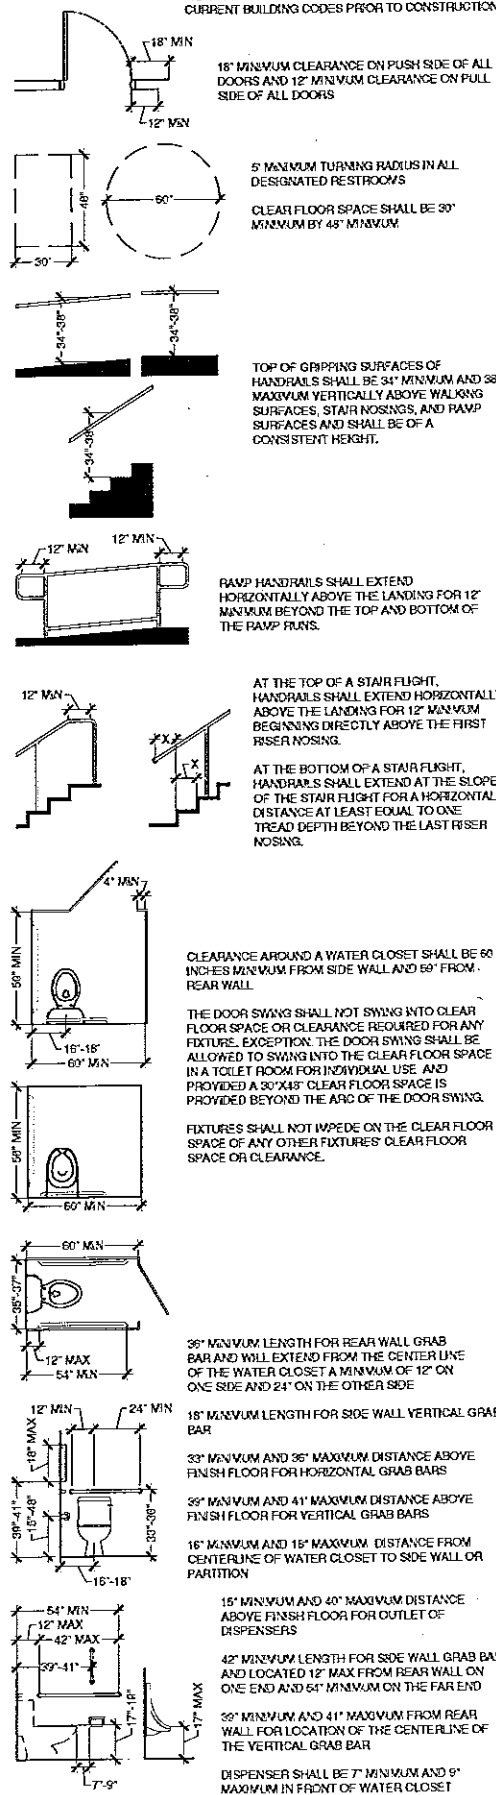 CURRENT BUILDING CODES PRIOR TO CONSTRUCTION
18" MIN
12" MIN
18" MINIMUM CLEARANCE ON PUSH SIDE OF ALL
DOORS AND 12" MINIMUM CLEARANCE ON PULL
SIDE OF ALL DOORS
48"
30"
60"
5' MINIMUM TURNING RADIUS IN ALL
DESIGNATED RESTROOMS
CLEAR FLOOR SPACE SHALL BE 30"
MINIMUM BY 48" MINIMUM
34"-38"
34"-38"
34"-38"
TOP OF GRIPPING SURFACES OF
HANDRAILS SHALL BE 34" MINIMUM AND 38
MAXIMUM VERTICALLY ABOVE WALKING
SURFACES, STAIR NOSINGS, AND RAMP
SURFACES AND SHALL BE OF A
CONSISTENT HEIGHT.
12" MIN
12" MIN
RAMP HANDRAILS SHALL EXTEND
HORIZONTALLY ABOVE THE LANDING FOR 12"
MINIMUM BEYOND THE TOP AND BOTTOM OF
THE RAMP RUNS.
12" MIN
X
X
AT THE TOP OF A STAIR FLIGHT,
HANDRAILS SHALL EXTEND HORIZONTALLY
ABOVE THE LANDING FOR 12" MINIMUM
BEGINNING DIRECTLY ABOVE THE FIRST
RISER NOSING.
AT THE BOTTOM OF A STAIR FLIGHT,
HANDRAILS SHALL EXTEND AT THE SLOPE
OF THE STAIR FLIGHT FOR A HORIZONTAL
DISTANCE AT LEAST EQUAL TO ONE
TREAD DEPTH BEYOND THE LAST RISER
NOSING.
4" MIN
59" MIN
16"-18"
60" MIN
CLEARANCE AROUND A WATER CLOSET SHALL BE 60
INCHES MINIMUM FROM SIDE WALL AND 59" FROM
REAR WALL
THE DOOR SWING SHALL NOT SWING INTO CLEAR
FLOOR SPACE OR CLEARANCE REQUIRED FOR ANY
FIXTURE. EXCEPTION: THE DOOR SWING SHALL BE
ALLOWED TO SWING INTO THE CLEAR FLOOR SPACE
IN A TOILET ROOM FOR INDIVIDUAL USE AND
PROVIDED A 30"X48" CLEAR FLOOR SPACE IS
PROVIDED BEYOND THE ARC OF THE DOOR SWING.
FIXTURES SHALL NOT IMPEDE ON THE CLEAR FLOOR
SPACE OF ANY OTHER FIXTURES' CLEAR FLOOR
SPACE OR CLEARANCE.
56" MIN
60" MIN
60" MIN
35"-37"
12" MAX
54" MIN
36" MINIMUM LENGTH FOR REAR WALL GRAB
BAR AND WILL EXTEND FROM THE CENTER LINE
OF THE WATER CLOSET A MINIMUM OF 12" ON
ONE SIDE AND 24" ON THE OTHER SIDE
12" MIN
24" MIN
18" MAX
39"-41"
15"-48"
33"-36"
16"-18"
18" MINIMUM LENGTH FOR SIDE WALL VERTICAL GRAB
BAR
33" MINIMUM AND 36" MAXIMUM DISTANCE ABOVE
FINISH FLOOR FOR HORIZONTAL GRAB BARS
39" MINIMUM AND 41" MAXIMUM DISTANCE ABOVE
FINISH FLOOR FOR VERTICAL GRAB BARS
16" MINIMUM AND 18" MAXIMUM DISTANCE FROM
CENTERLINE OF WATER CLOSET TO SIDE WALL OR
PARTITION
54" MIN
12" MAX
42" MAX
39"-41"
17"-19"
17" MAX
7"-9"
15" MINIMUM AND 40" MAXIMUM DISTANCE
ABOVE FINISH FLOOR FOR OUTLET OF
DISPENSERS
42" MINIMUM LENGTH FOR SIDE WALL GRAB BAR
AND LOCATED 12" MAX FROM REAR WALL ON
ONE END AND 54" MINIMUM ON THE FAR END
39" MINIMUM AND 41" MAXIMUM FROM REAR
WALL FOR LOCATION OF THE CENTERLINE OF
THE VERTICAL GRAB BAR
DISPENSER SHALL BE 7" MINIMUM AND 9"
MAXIMUM IN FRONT OF WATER CLOSET